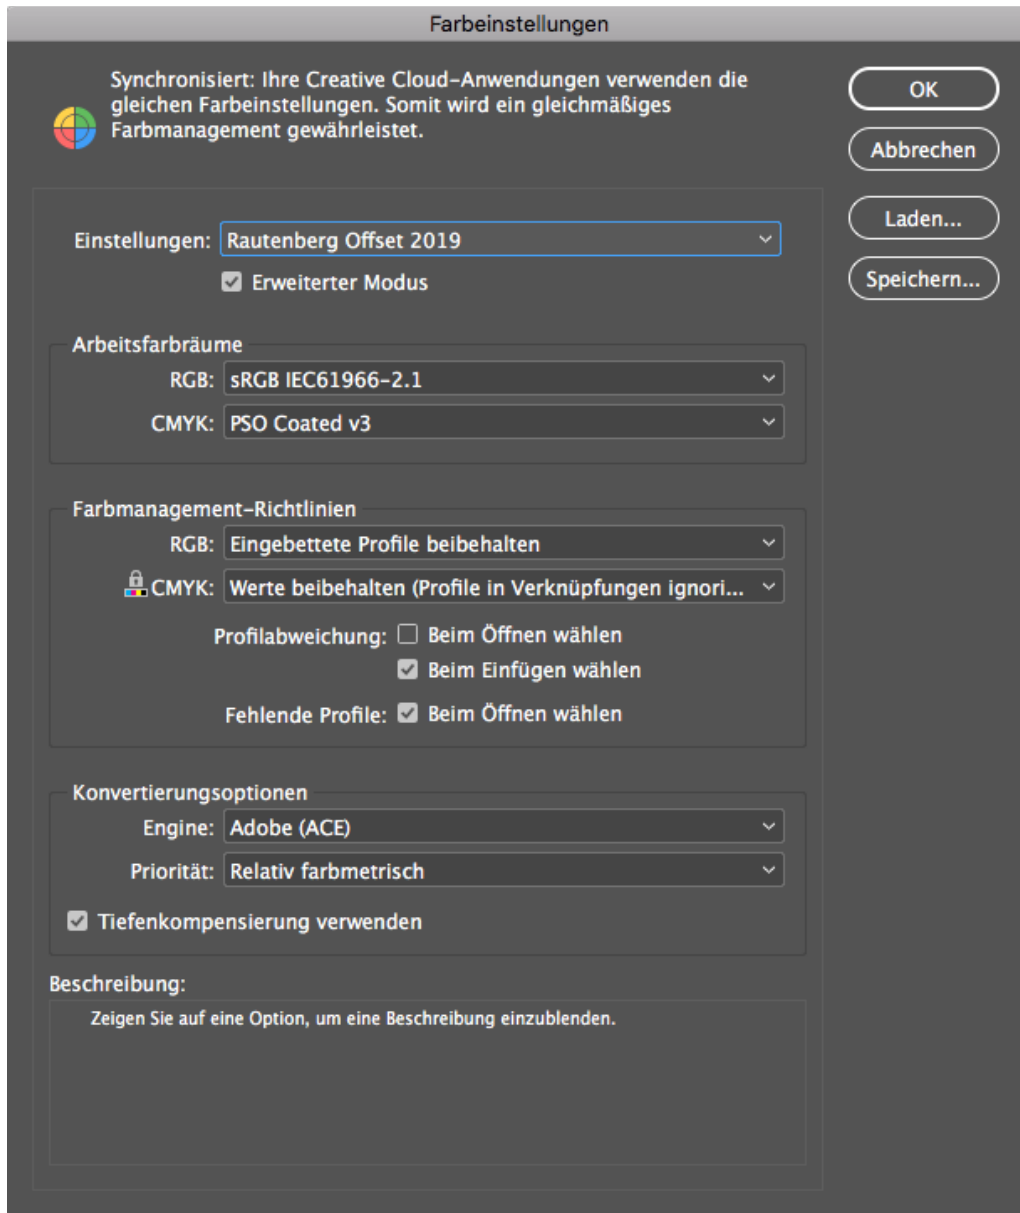 Farbeinstellungen
Synchronisiert: Ihre Creative Cloud-Anwendungen verwenden die
gleichen Farbeinstellungen. Somit wird ein gleichmäßiges
Farbmanagement gewährleistet.
OK
Abbrechen
Laden...
Speichern...
Einstellungen: Rautenberg Offset 2019
Erweiterter Modus
Arbeitsfarbräume
RGB: sRGB IEC61966-2.1
CMYK: PSO Coated v3
Farbmanagement-Richtlinien
RGB: Eingebettete Profile beibehalten
CMYK: Werte beibehalten (Profile in Verknüpfungen ignori...
Profilabweichung: Beim Öffnen wählen
Beim Einfügen wählen
Fehlende Profile: Beim Öffnen wählen
Konvertierungsoptionen
Engine: Adobe (ACE)
Priorität: Relativ farbmetrisch
Tiefenkompensierung verwenden
Beschreibung:
Zeigen Sie auf eine Option, um eine Beschreibung einzublenden.